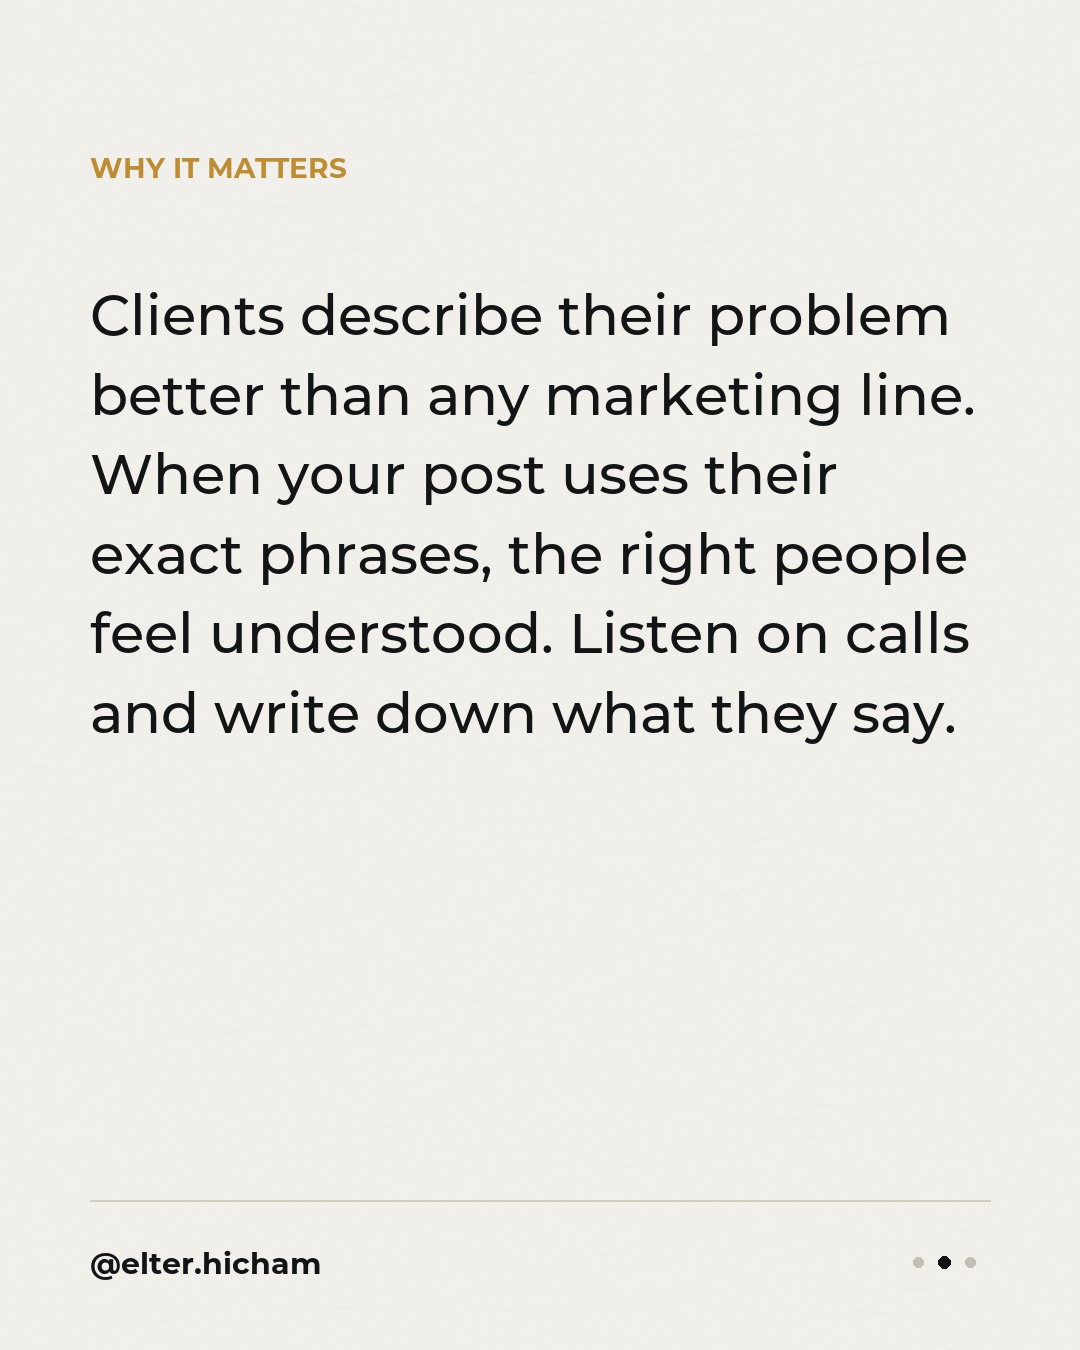 WHY IT MATTERS
Clients describe their problem
better than any marketing line.
When your post uses their
exact phrases, the right people
feel understood. Listen on calls
and write down what they say.
@elter.hicham